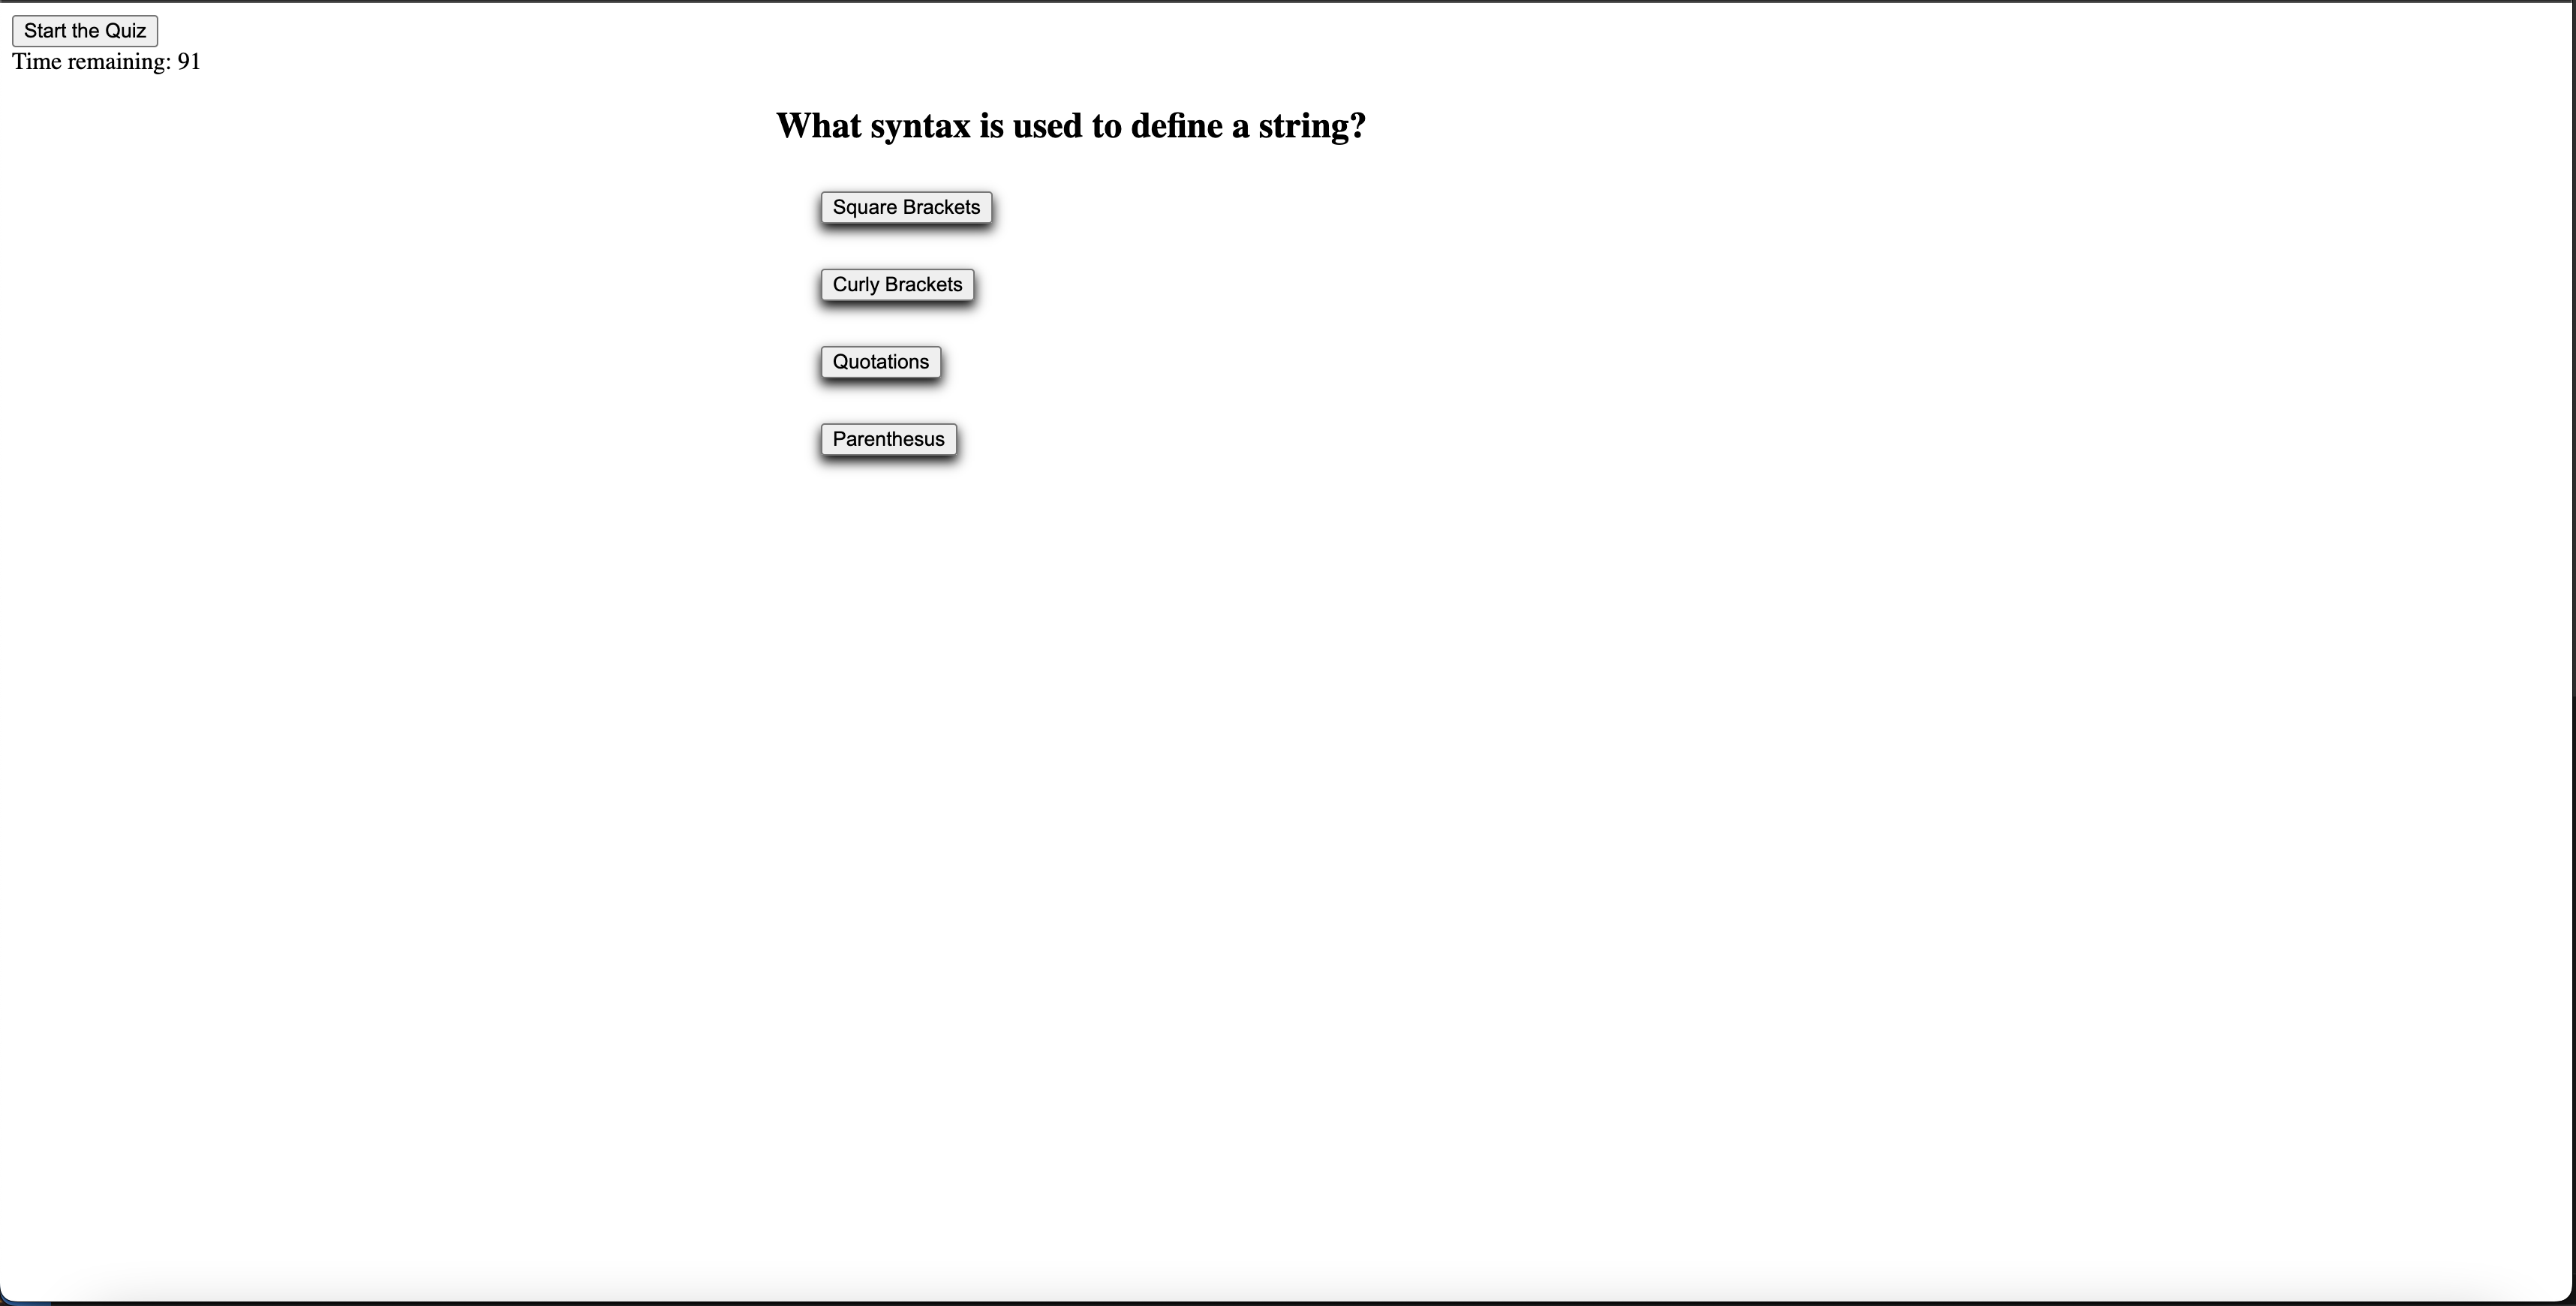 Start the Quiz
Time remaining: 91
What syntax is used to define a string?
Square Brackets
Curly Brackets
Quotations
Parenthesus